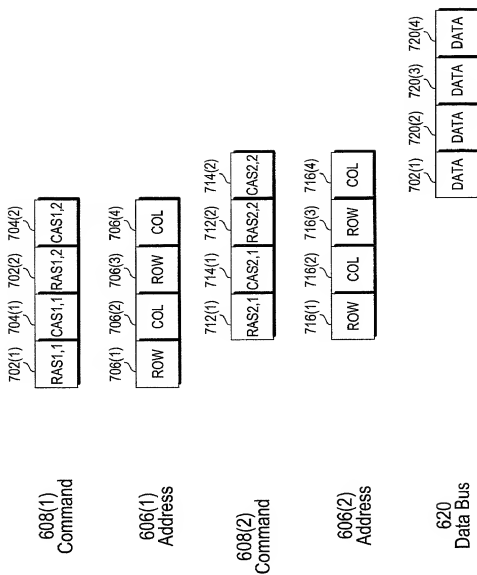 702(1) 704(1) 702(2) 704(2)
608(1) Command RAS1,1 CAS1,1 RAS1,2 CAS1,2
706(1) 706(2) 706(3) 706(4)
606(1) Address ROW COL ROW COL
712(1) 714(1) 712(2) 714(2)
608(2) Command RAS2,1 CAS2,1 RAS2,2 CAS2,2
716(1) 716(2) 716(3) 716(4)
606(2) Address ROW COL ROW COL
702(1) 720(2) 720(3) 720(4)
620 Data Bus DATA DATA DATA DATA